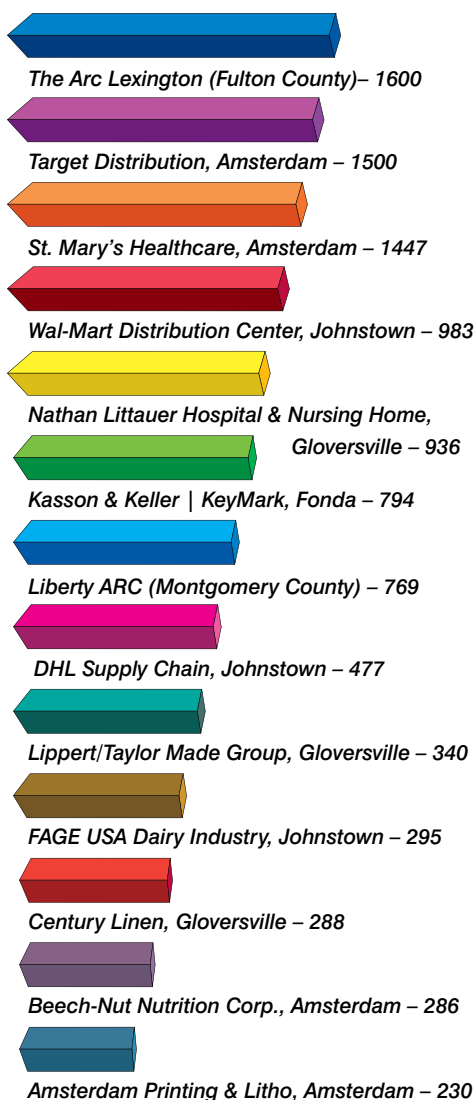 The Arc Lexington (Fulton County)– 1600
Target Distribution, Amsterdam – 1500
St. Mary’s Healthcare, Amsterdam – 1447
Wal-Mart Distribution Center, Johnstown – 983
Nathan Littauer Hospital & Nursing Home,
Gloversville – 936
Kasson & Keller | KeyMark, Fonda – 794
Liberty ARC (Montgomery County) – 769
DHL Supply Chain, Johnstown – 477
Lippert/Taylor Made Group, Gloversville – 340
FAGE USA Dairy Industry, Johnstown – 295
Century Linen, Gloversville – 288
Beech-Nut Nutrition Corp., Amsterdam – 286
Amsterdam Printing & Litho, Amsterdam – 230